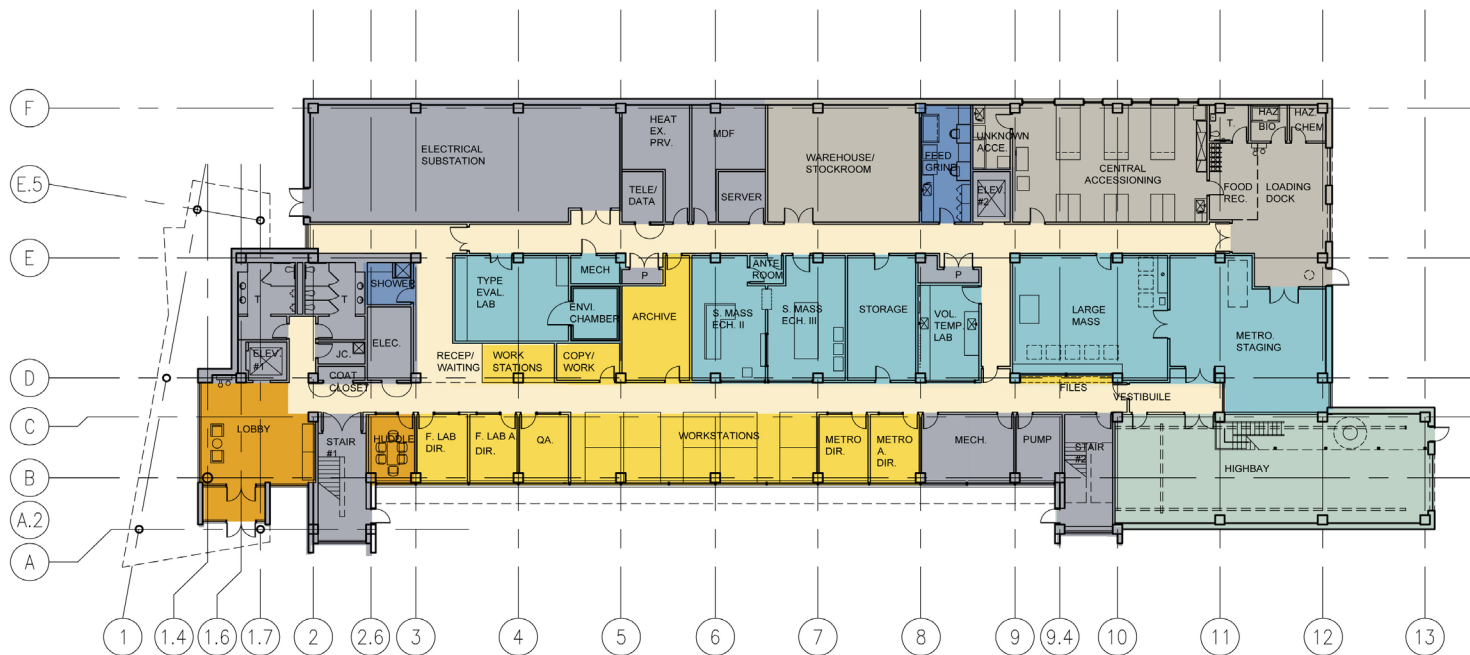 F
E.5
E
D
C
B
A.2
A
ELECTRICAL
SUBSTATION
HEAT
EX.
PRV.
MDF
TELE/
DATA
SERVER
WAREHOUSE/
STOCKROOM
FEED
GRIND
UNKNOWN
ACCE.
ELEV.
#2
CENTRAL
ACCESSIONING
T.
HAZ
BIO
HAZ.
CHEM
FOOD
REC.
LOADING
DOCK
T
T
SHOWER
ELEV.
#1
JC.
COAT
CLOSET
ELEC.
RECEP/
WAITING
TYPE
EVAL.
LAB
MECH
ENVI.
CHAMBER
WORK
STATIONS
COPY/
WORK
P
ARCHIVE
S. MASS
ECH. II
ANTE
ROOM
S. MASS
ECH. III
STORAGE
P
VOL.
TEMP.
LAB
LARGE
MASS
METRO.
STAGING
FILES
VESTIBUILE
LOBBY
STAIR
#1
HUDDLE
F. LAB
DIR.
F. LAB A.
DIR.
QA.
WORKSTATIONS
METRO
DIR.
METRO
A. DIR.
MECH.
PUMP
STAIR
#2
HIGHBAY
1
1.4
1.6
1.7
2
2.6
3
4
5
6
7
8
9
9.4
10
11
12
13